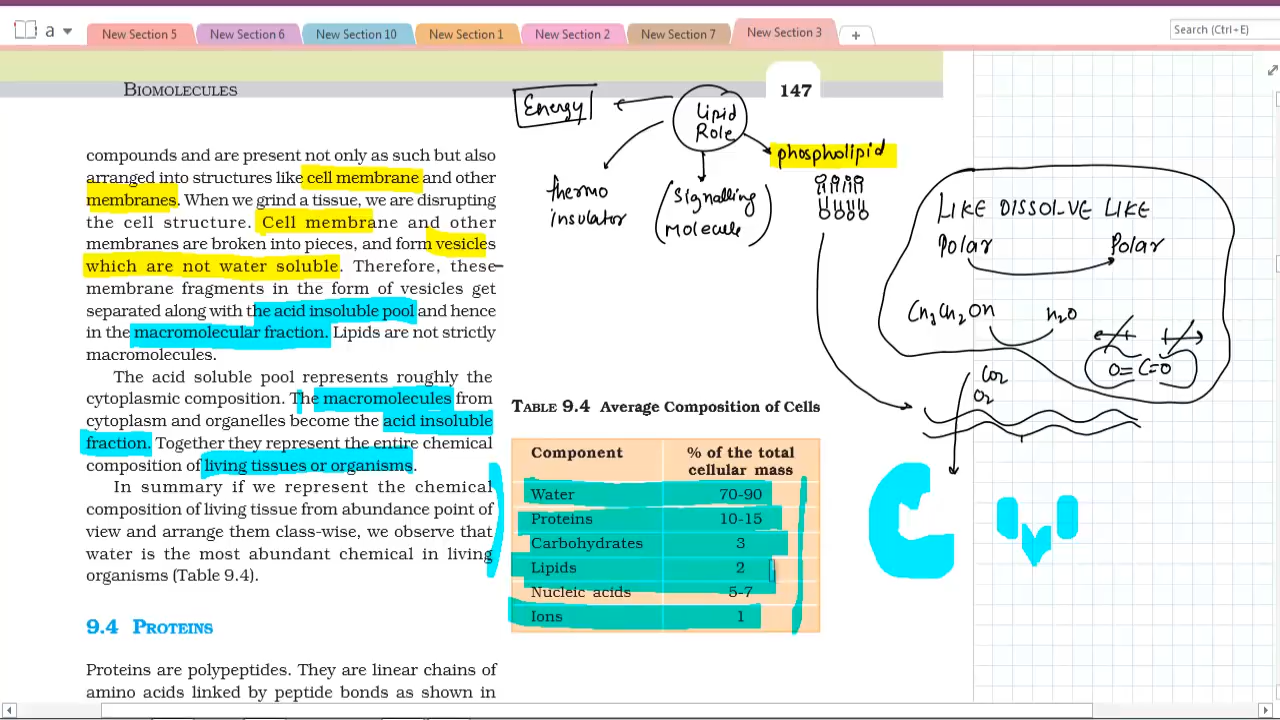 a
New Section 5
New Section 6
New Section 10
New Section 1
New Section 2
New Section 7
New Section 3
+
Search (Ctrl+E)
BIOMOLECULES
147
compounds and are present not only as such but also
arranged into structures like cell membrane and other
membranes. When we grind a tissue, we are disrupting
the cell structure. Cell membrane and other
membranes are broken into pieces, and form vesicles
which are not water soluble. Therefore, these
membrane fragments in the form of vesicles get
separated along with the acid insoluble pool and hence
in the macromolecular fraction. Lipids are not strictly
macromolecules.
The acid soluble pool represents roughly the
cytoplasmic composition. The macromolecules from
cytoplasm and organelles become the acid insoluble
fraction. Together they represent the entire chemical
composition of living tissues or organisms.
In summary if we represent the chemical
composition of living tissue from abundance point of
view and arrange them class-wise, we observe that
water is the most abundant chemical in living
organisms (Table 9.4).
9.4 PROTEINS
Proteins are polypeptides. They are linear chains of
amino acids linked by peptide bonds as shown in
Energy
Lipid
Role
phospholipid
thermo
insulator
(signalling
Molecule)
LIKE DISSOLVE LIKE
Polar Polar
CH3CH2OH H2O
O=C=O
CO2
O2
TABLE 9.4 Average Composition of Cells
Component % of the total
cellular mass
Water 70-90
Proteins 10-15
Carbohydrates 3
Lipids 2
Nucleic acids 5-7
Ions 1